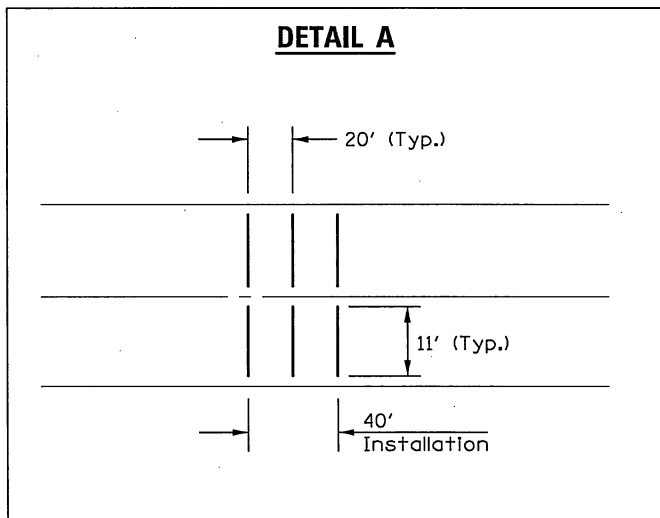 DETAIL A
20' (Typ.)
11' (Typ.)
40'
Installation